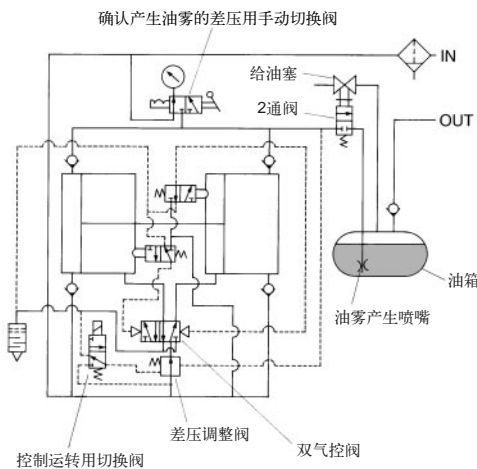 确认产生油雾的差压用手动切换阀
IN
给油塞
2通阀
OUT
油箱
油雾产生喷嘴
差压调整阀
双气控阀
控制运转用切换阀